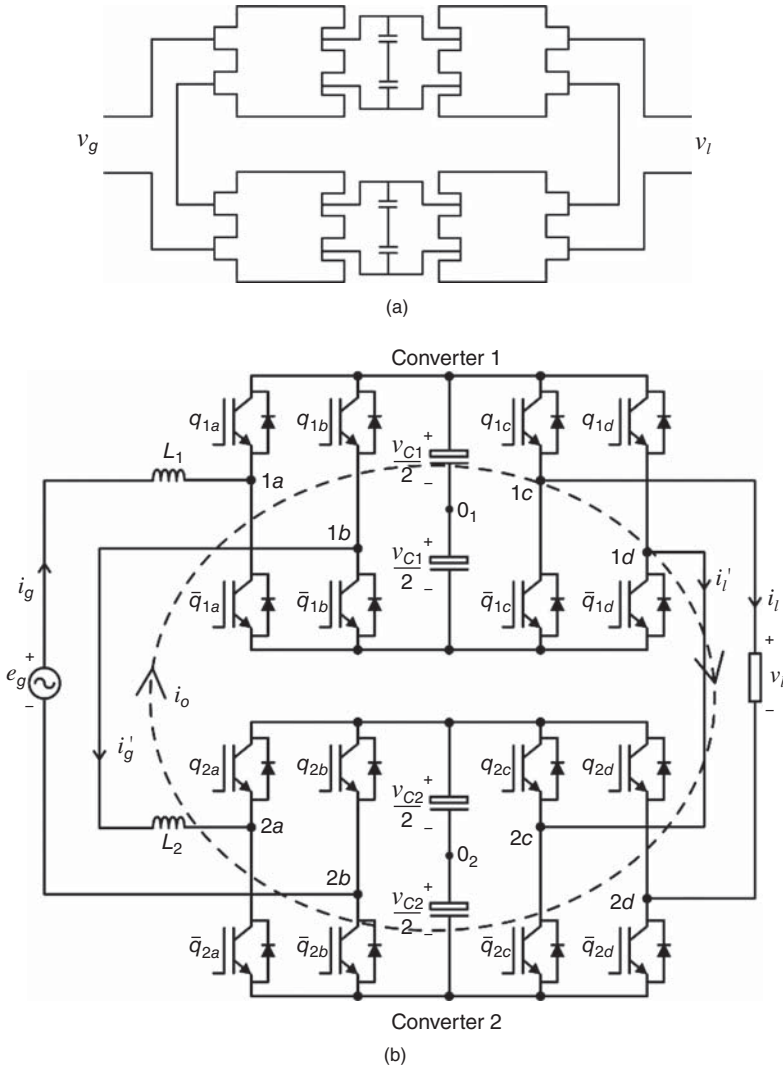 v_g
v_l
(a)
Converter 1
q_1a
q_1b
v_C1/2
+
−
q_1c
q_1d
L_1
1a
1c
0_1
1b
1d
v_C1/2
+
−
q̄_1a
q̄_1b
q̄_1c
q̄_1d
i_g
i_l'
i_l
+
e_g
−
i_o
+
v_l
−
i_g'
q_2a
q_2b
v_C2/2
+
−
q_2c
q_2d
L_2
2a
2c
0_2
2b
2d
v_C2/2
+
−
q̄_2a
q̄_2b
q̄_2c
q̄_2d
Converter 2
(b)